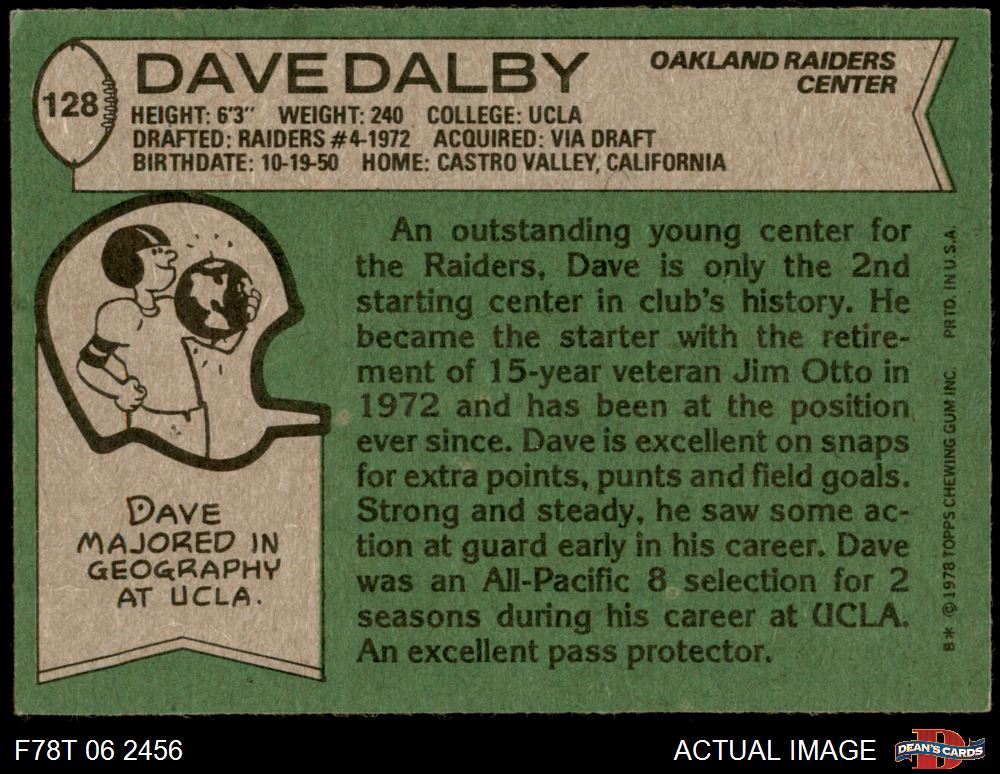 128
DAVE DALBY
OAKLAND RAIDERS
CENTER
HEIGHT: 6'3" WEIGHT: 240 COLLEGE: UCLA
DRAFTED: RAIDERS #4-1972 ACQUIRED: VIA DRAFT
BIRTHDATE: 10-19-50 HOME: CASTRO VALLEY, CALIFORNIA
An outstanding young center for
the Raiders, Dave is only the 2nd
starting center in club's history. He
became the starter with the retire-
ment of 15-year veteran Jim Otto in
1972 and has been at the position
ever since. Dave is excellent on snaps
for extra points, punts and field goals.
Strong and steady, he saw some ac-
tion at guard early in his career. Dave
was an All-Pacific 8 selection for 2
seasons during his career at UCLA.
An excellent pass protector.
DAVE
MAJORED IN
GEOGRAPHY
AT UCLA.
8* © 1978 TOPPS CHEWING GUM INC. PRTD. IN U.S.A.
F78T 06 2456
ACTUAL IMAGE
D
DEAN'S CARDS